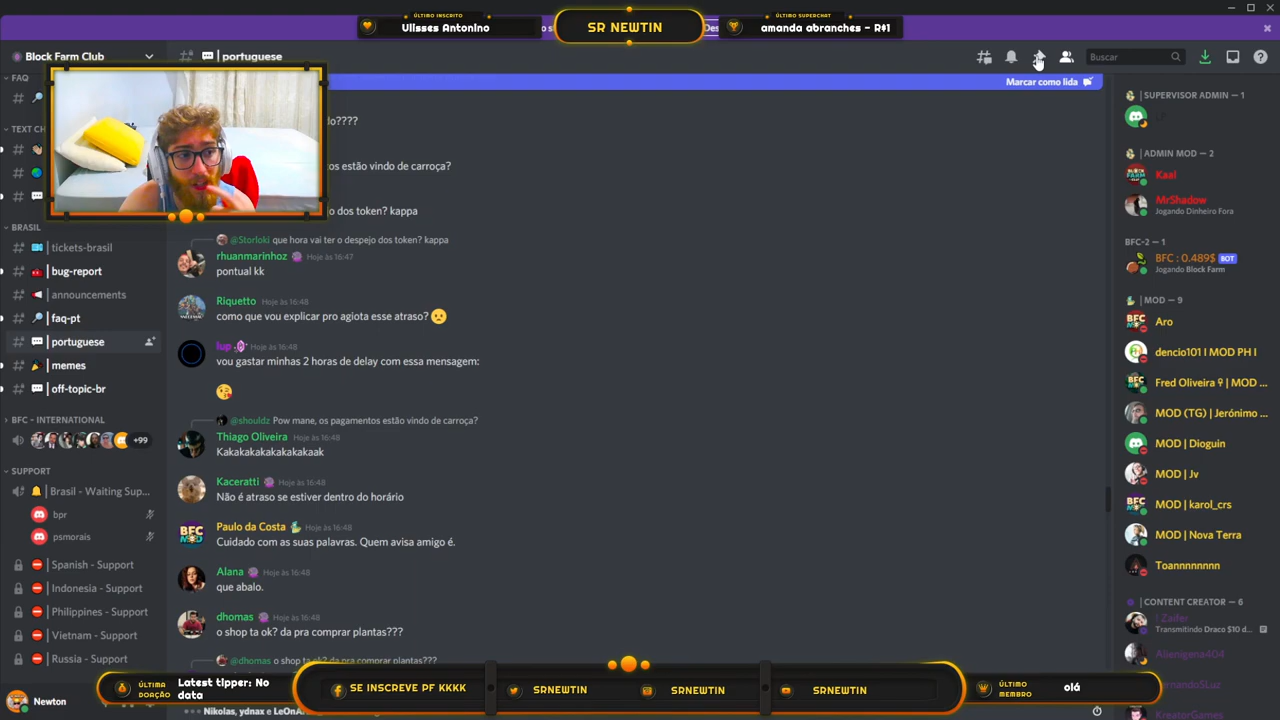 ÚLTIMO INSCRITO
Ulisses Antonino
SR NEWTIN
ÚLTIMO SUPERCHAT
amanda abranches - R$1
Block Farm Club
portuguese
Buscar
Marcar como lida
FAQ
TEXT CH
BRASIL
tickets-brasil
bug-report
announcements
faq-pt
portuguese
memes
off-topic-br
BFC - INTERNATIONAL
+99
SUPPORT
Brasil - Waiting Sup...
bpr
psmorais
Spanish - Support
Indonesia - Support
Philippines - Support
Vietnam - Support
Russia - Support
Newton
o????
os estão vindo de carroça?
o dos token? kappa
@Storloki que hora vai ter o despejo dos token? kappa
rhuanmarinhoz Hoje às 16:47
pontual kk
Riquetto Hoje às 16:48
como que vou explicar pro agiota esse atraso?
lup Hoje às 16:48
vou gastar minhas 2 horas de delay com essa mensagem:
@shouldz Pow mane, os pagamentos estão vindo de carroça?
Thiago Oliveira Hoje às 16:48
Kakakakakakakakaak
Kaceratti Hoje às 16:48
Não é atraso se estiver dentro do horário
Paulo da Costa Hoje às 16:48
Cuidado com as suas palavras. Quem avisa amigo é.
Alana Hoje às 16:48
que abalo.
dhomas Hoje às 16:48
o shop ta ok? da pra comprar plantas???
@dhomas o shop ta ok? da pra comprar plantas???
SUPERVISOR ADMIN — 1
ADMIN MOD — 2
Kaal
MrShadow
Jogando Dinheiro Fora
BFC-2 — 1
BFC : 0.489$ BOT
Jogando Block Farm
MOD — 9
Aro
dencio101 I MOD PH I
Fred Oliveira | MOD ...
MOD (TG) | Jerónimo ...
MOD | Dioguin
MOD | Jv
MOD | karol_crs
MOD | Nova Terra
Toannnnnnnn
CONTENT CREATOR — 6
Zaifer
Transmitindo Draco $10 d...
Alienigena404
ernandoSLuz
KreatorGames
ÚLTIMA DOAÇÃO
Latest tipper: No data
SE INSCREVE PF KKKK
SRNEWTIN
SRNEWTIN
SRNEWTIN
ÚLTIMO MEMBRO
olá
Nikolas, ydnax e LeOnA